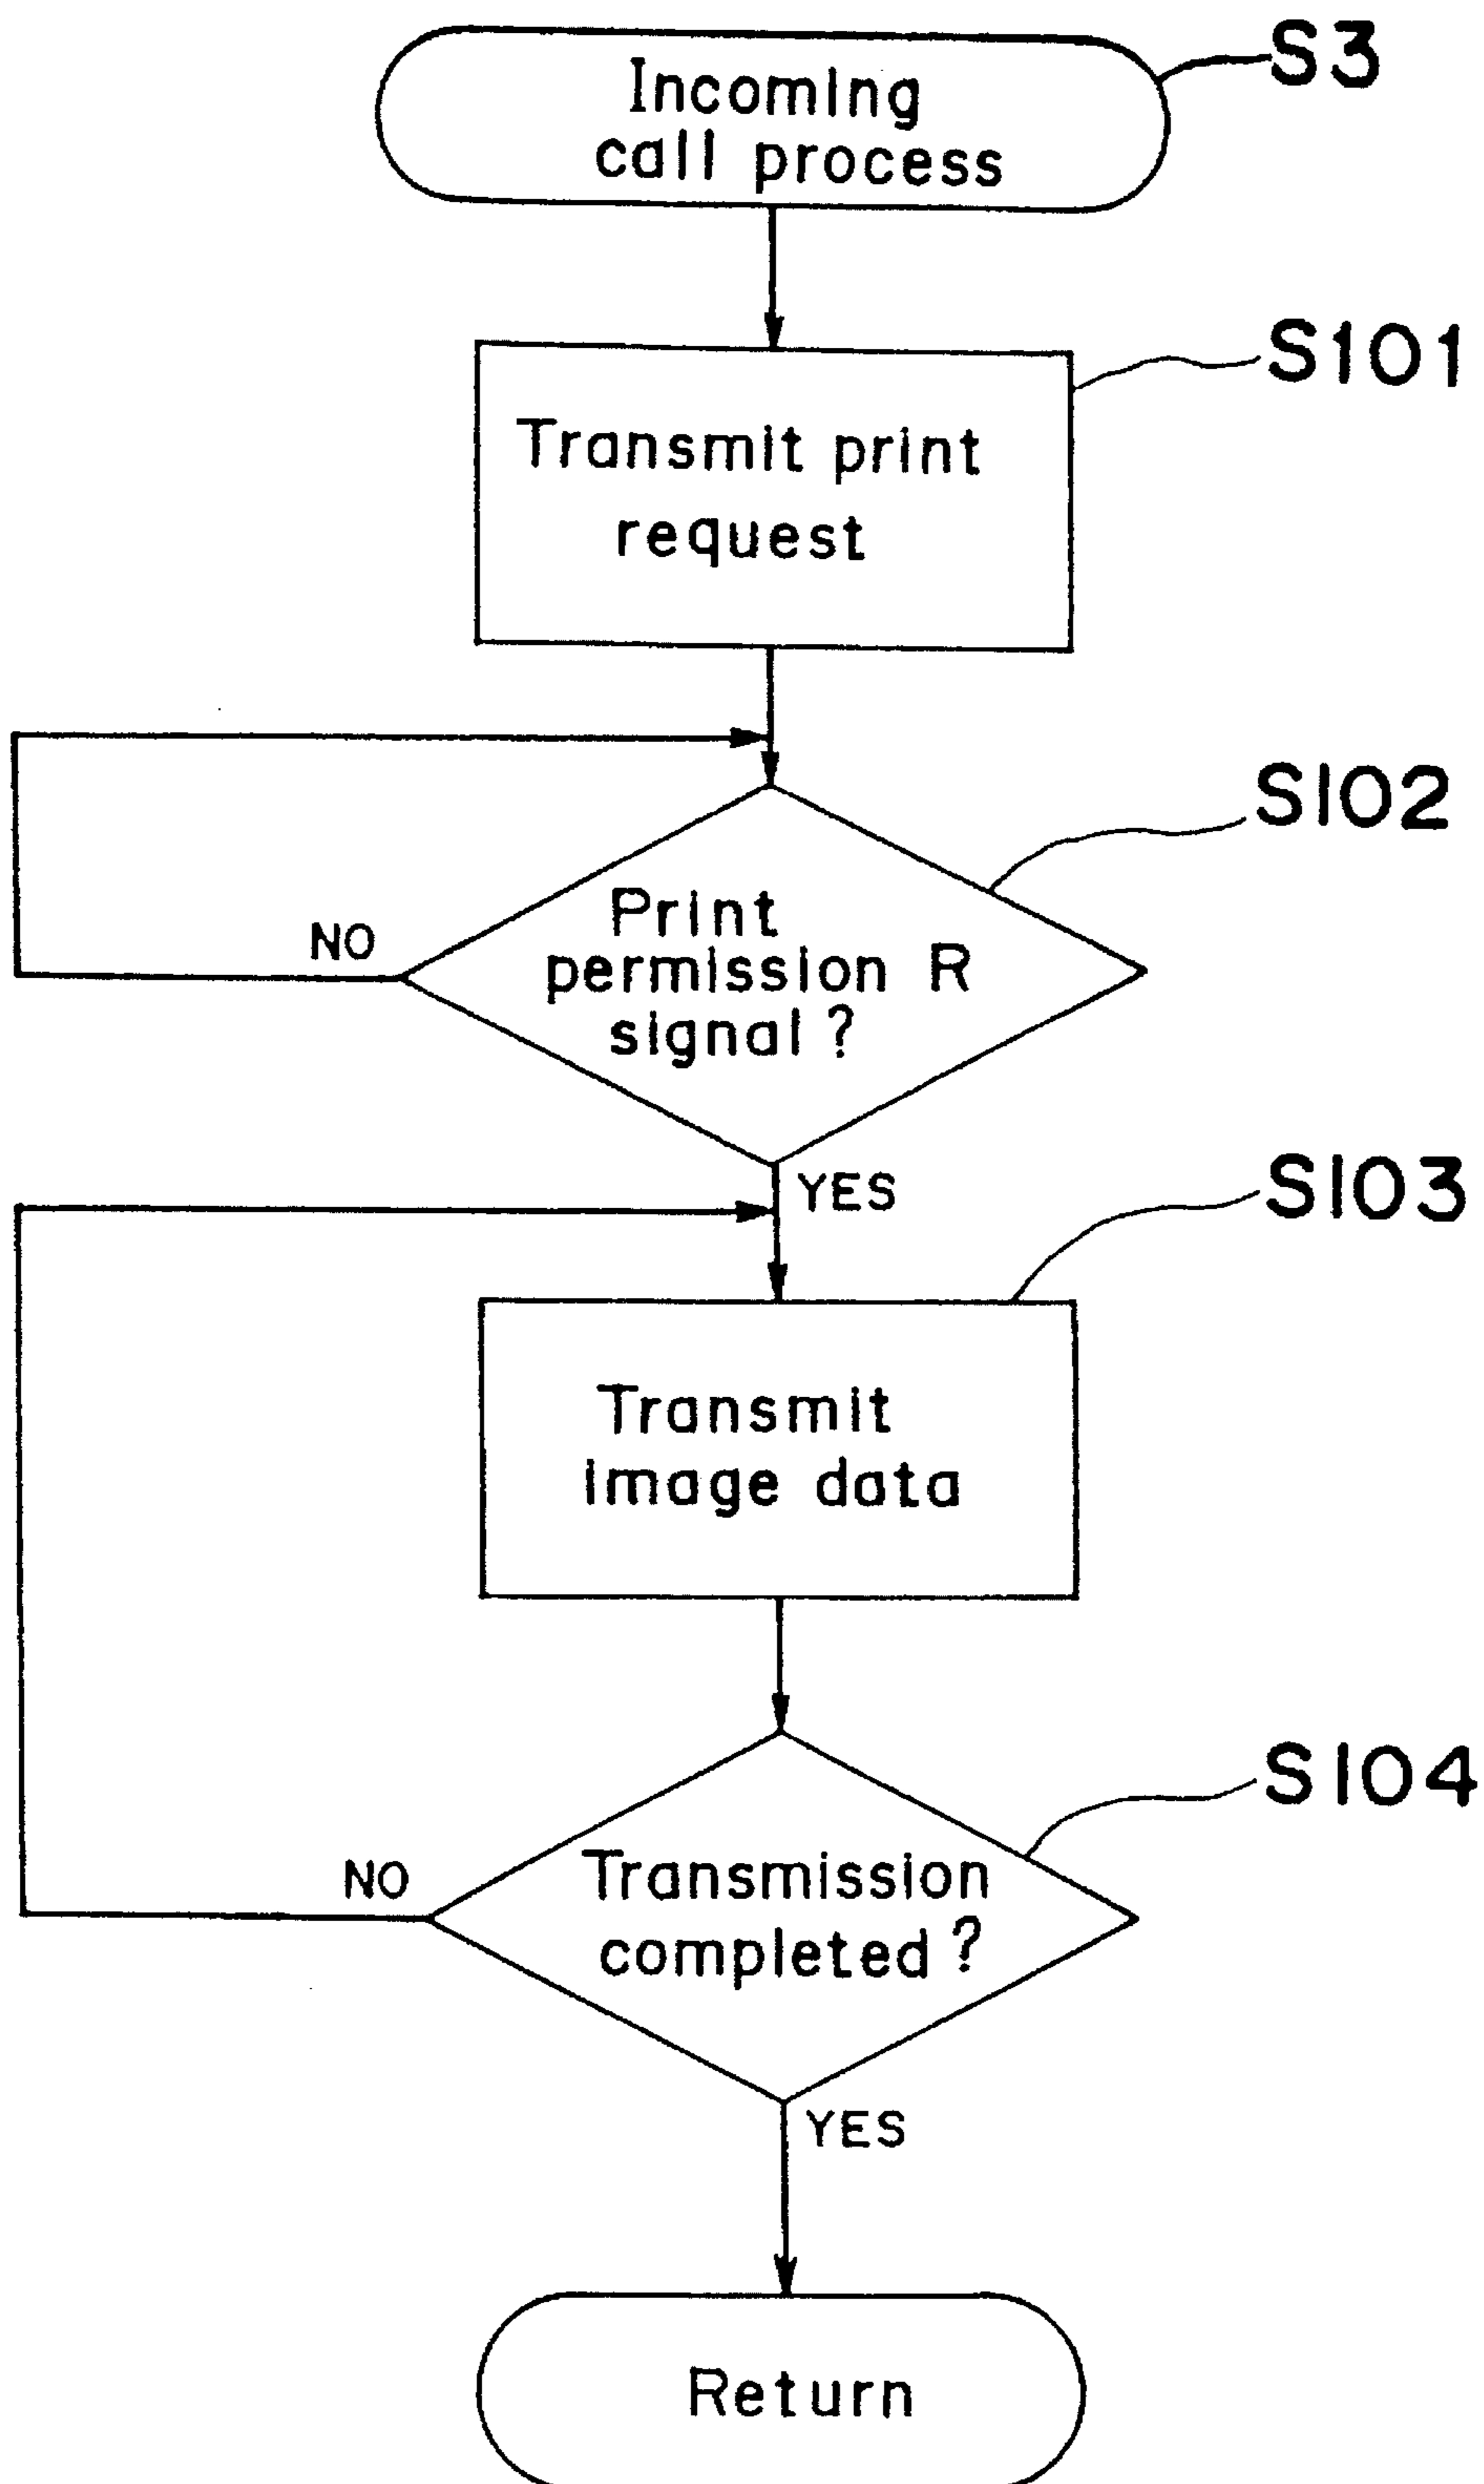 Incoming
call process
S3
Transmit print
request
S101
Print
permission R
signal ?
S102
NO
YES
Transmit
image data
S103
Transmission
completed ?
S104
NO
YES
Return